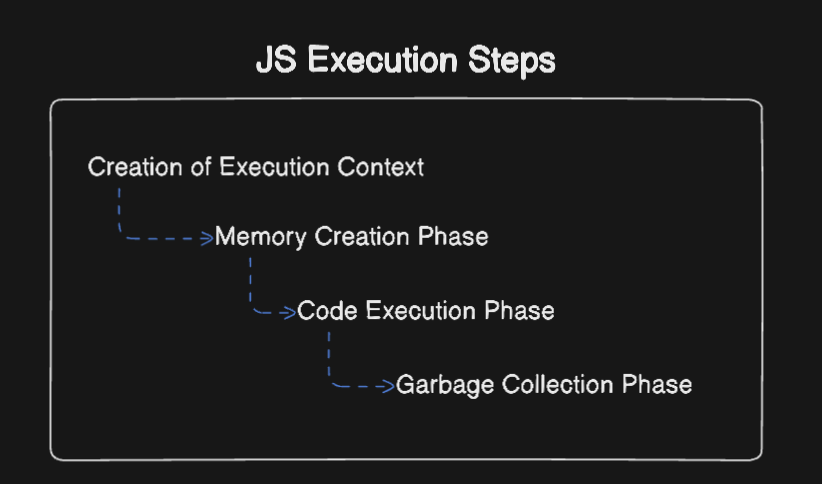 JS Execution Steps
Creation of Execution Context
Memory Creation Phase
Code Execution Phase
Garbage Collection Phase